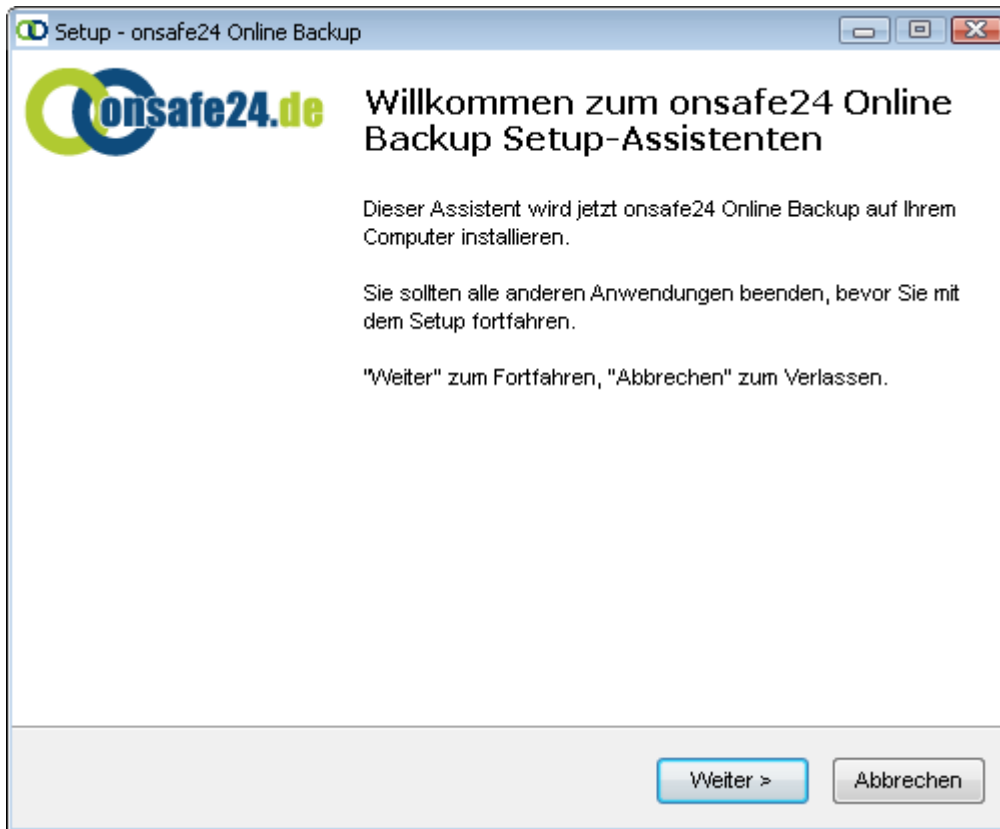 Setup - onsafe24 Online Backup
onsafe24.de
Willkommen zum onsafe24 Online
Backup Setup-Assistenten
Dieser Assistent wird jetzt onsafe24 Online Backup auf Ihrem
Computer installieren.
Sie sollten alle anderen Anwendungen beenden, bevor Sie mit
dem Setup fortfahren.
"Weiter" zum Fortfahren, "Abbrechen" zum Verlassen.
Weiter >
Abbrechen